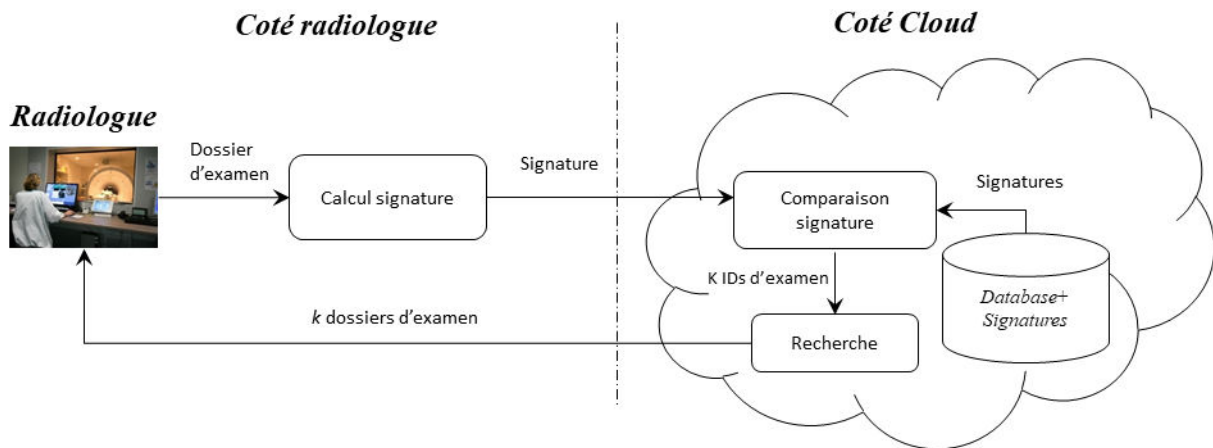 Coté radiologue
Coté Cloud
Radiologue
Dossier
d'examen
Calcul signature
Signature
Comparaison
signature
Signatures
K IDs d'examen
Database+
Signatures
Recherche
k dossiers d'examen